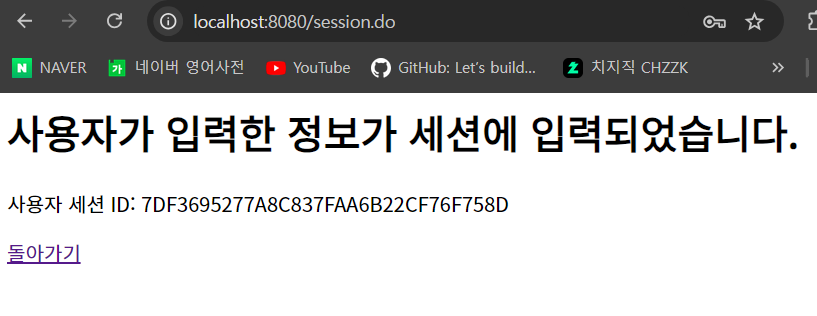 localhost:8080/session.do
NAVER 네이버 영어사전 YouTube GitHub: Let's build... 치지직 CHZZK
사용자가 입력한 정보가 세션에 입력되었습니다.
사용자 세션 ID: 7DF3695277A8C837FAA6B22CF76F758D
돌아가기